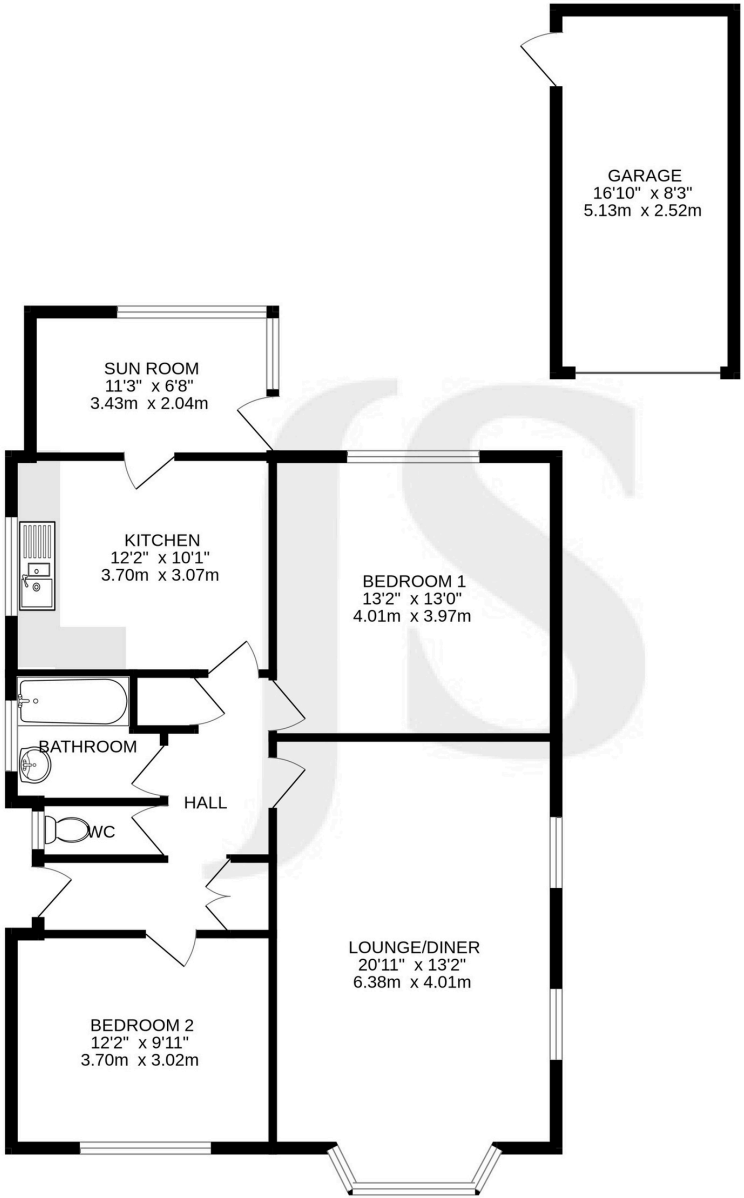 GARAGE
16'10" x 8'3"
5.13m x 2.52m
SUN ROOM
11'3" x 6'8"
3.43m x 2.04m
KITCHEN
12'2" x 10'1"
3.70m x 3.07m
BEDROOM 1
13'2" x 13'0"
4.01m x 3.97m
BATHROOM
HALL
WC
LOUNGE/DINER
20'11" x 13'2"
6.38m x 4.01m
BEDROOM 2
12'2" x 9'11"
3.70m x 3.02m
JS